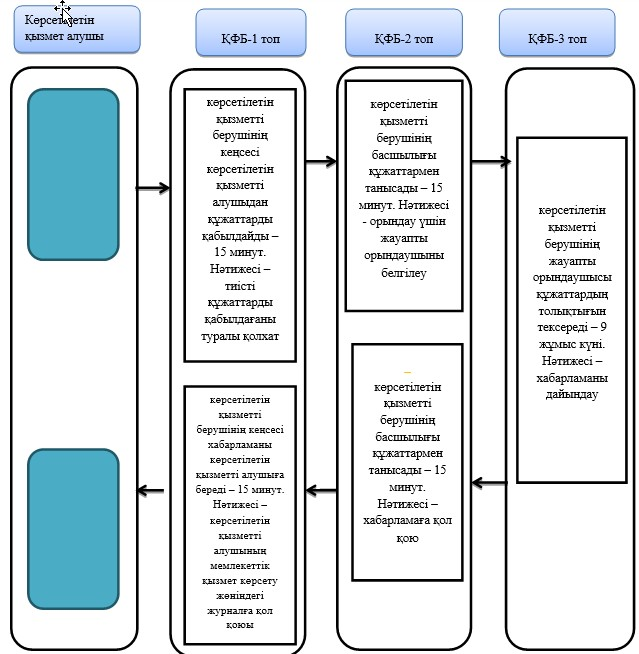 Көрсетілетін
қызмет алушы
ҚФБ-1 топ
ҚФБ-2 топ
ҚФБ-3 топ
көрсетілетін
қызметті
берушінің
кеңсесі
көрсетілетін
қызметті
алушыдан
құжаттарды
қабылдайды –
15 минут.
Нәтижесі –
тиісті
құжаттарды
қабылдағаны
туралы қолхат
көрсетілетін
қызметті
берушінің
басшылығы
құжаттармен
танысады – 15
минут. Нәтижесі
- орындау үшін
жауапты
орындаушыны
белгілеу
көрсетілетін
қызметті
берушінің
жауапты
орындаушысы
құжаттардың
толықтығын
тексереді – 9
жұмыс күні.
Нәтижесі –
хабарламаны
дайындау
–
көрсетілетін
қызметті
берушінің
басшылығы
құжаттармен
танысады – 15
минут.
Нәтижесі –
хабарламаға қол
қою
көрсетілетін
қызметті
берушінің кеңсесі
хабарламаны
көрсетілетін
қызметті алушыға
береді – 15 минут.
Нәтижесі –
көрсетілетін
қызметті
алушының
мемлекеттік
қызмет көрсету
жөніндегі
журналға қол
қоюы